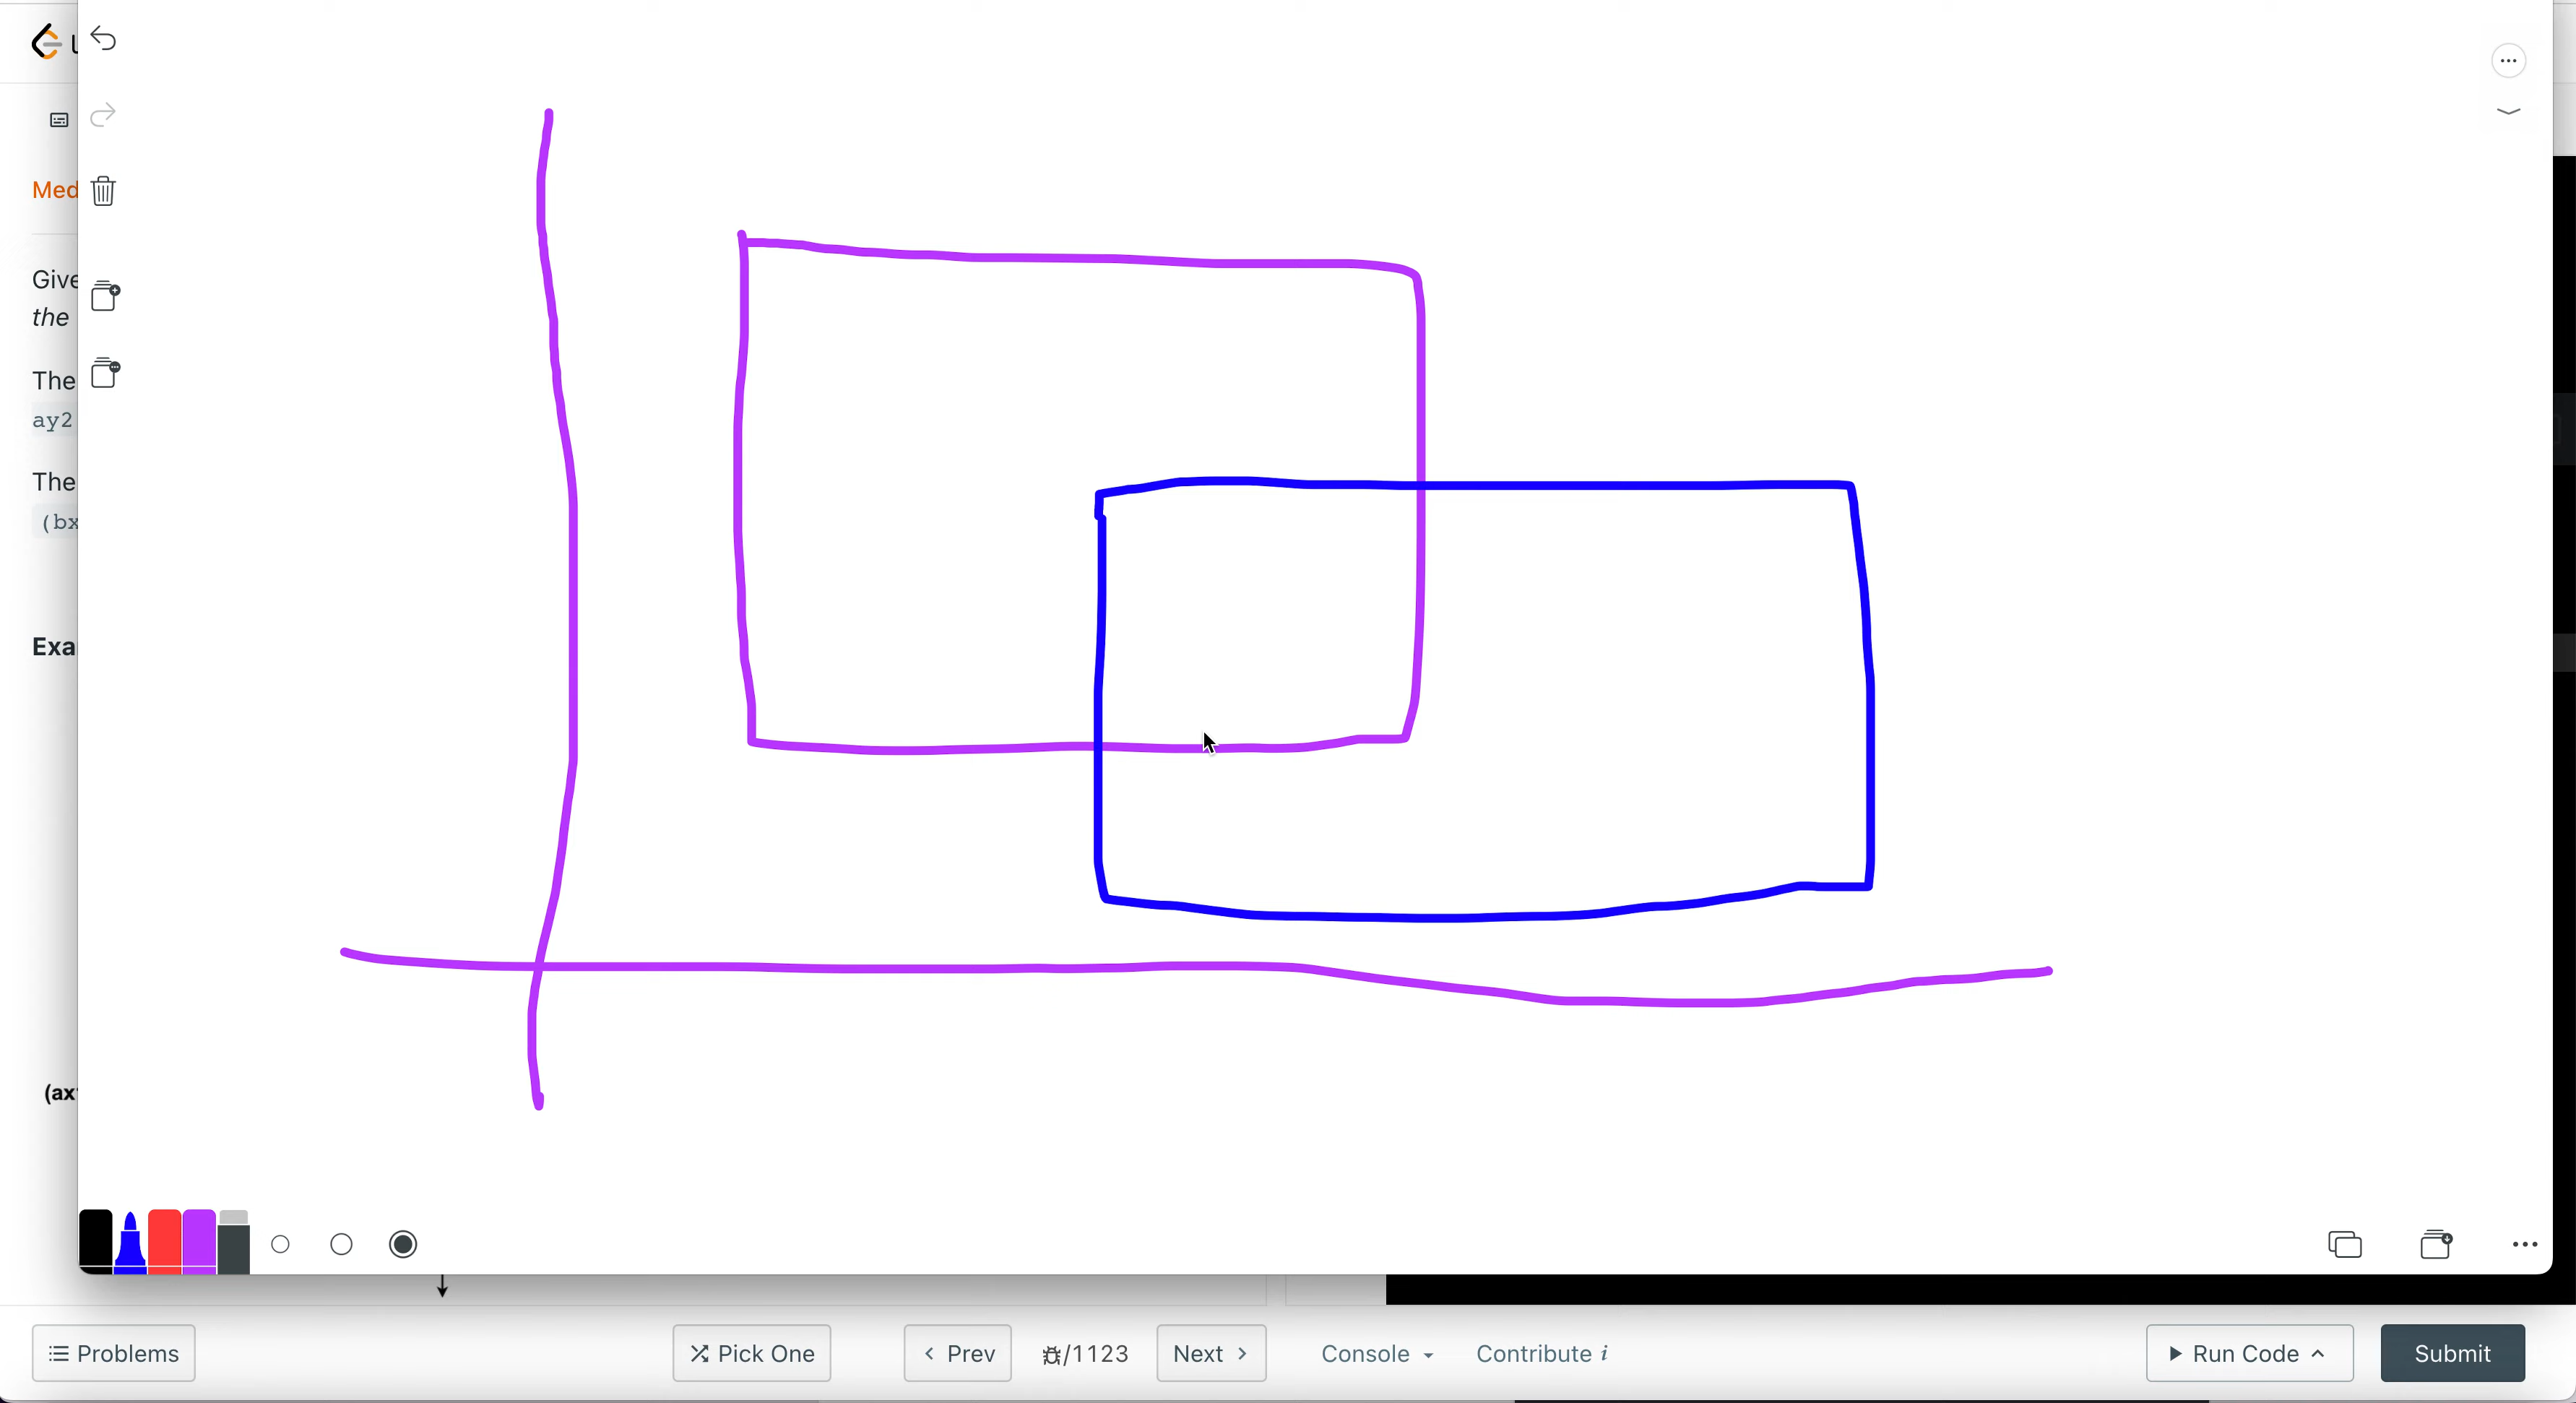 Med
Give
the
The
ay2
The
(bx
Exa
(ax
Problems
Pick One
Prev
/1123
Next
Console
Contribute i
Run Code
Submit